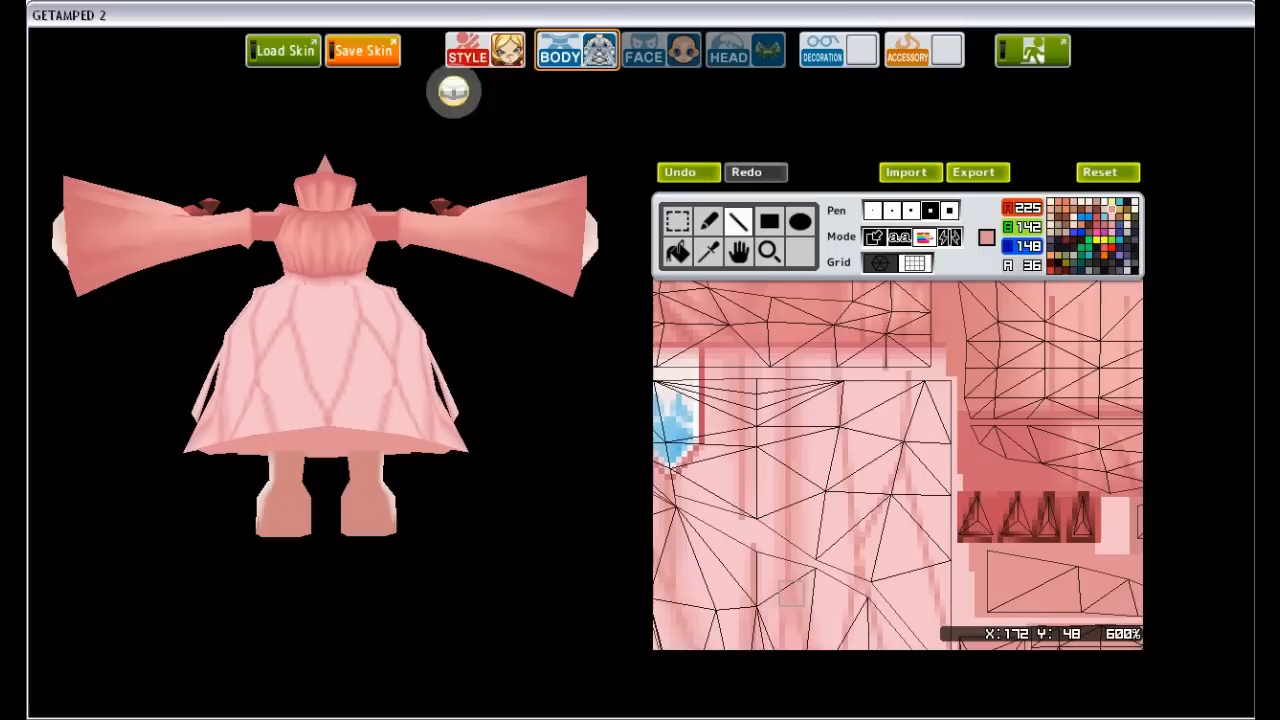 GETAMPED 2
Load Skin
Save Skin
STYLE
BODY
FACE
HEAD
DECORATION
ACCESSORY
Undo
Redo
Import
Export
Reset
Pen
R 225
Mode
aa
G 142
B 148
Grid
A 36
X:172 Y: 48 600%